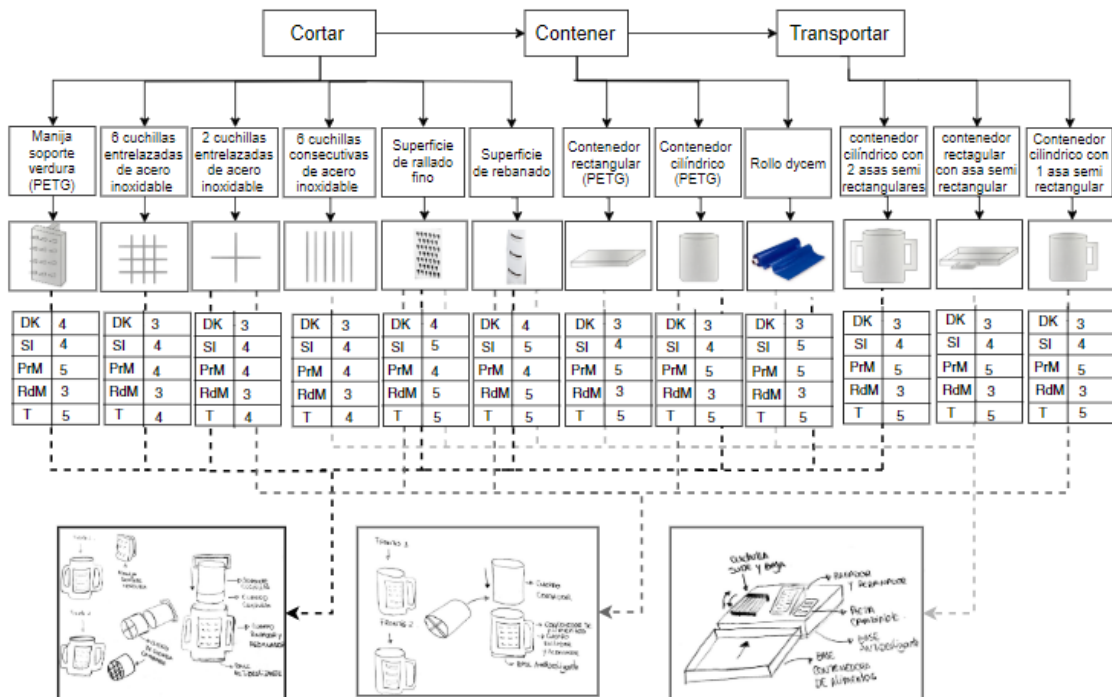 Cortar
Contener
Transportar
Manija
soporte
verdura
(PETG)
6 cuchillas
entrelazadas
de acero
inoxidable
2 cuchillas
entrelazadas
de acero
inoxidable
6 cuchillas
consecutivas
de acero
inoxidable
Superficie
de rallado
fino
Superficie
de rebanado
Contenedor
rectangular
(PETG)
Contenedor
cilíndrico
(PETG)
Rollo dycem
contenedor
cilíndrico con
2 asas semi
rectangulares
contenedor
rectagular
con asa semi
rectangular
Contenedor
cilindrico con
1 asa semi
rectangular
DK 4
SI 4
PrM 5
RdM 3
T 5
DK 3
SI 4
PrM 4
RdM 3
T 4
DK 3
SI 4
PrM 4
RdM 3
T 4
DK 3
SI 4
PrM 4
RdM 3
T 4
DK 4
SI 5
PrM 4
RdM 5
T 5
DK 4
SI 5
PrM 4
RdM 5
T 5
DK 3
SI 4
PrM 5
RdM 3
T 5
DK 3
SI 4
PrM 5
RdM 3
T 5
DK 3
SI 5
PrM 5
RdM 5
T 5
DK 3
SI 4
PrM 5
RdM 3
T 5
DK 3
SI 4
PrM 5
RdM 3
T 5
DK 3
SI 4
PrM 5
RdM 3
T 5
FRONTE 2
CUCHILLA
SUBE y BAJA
BASE
CONTENEDORA
DE ALIMENTOS
BASE